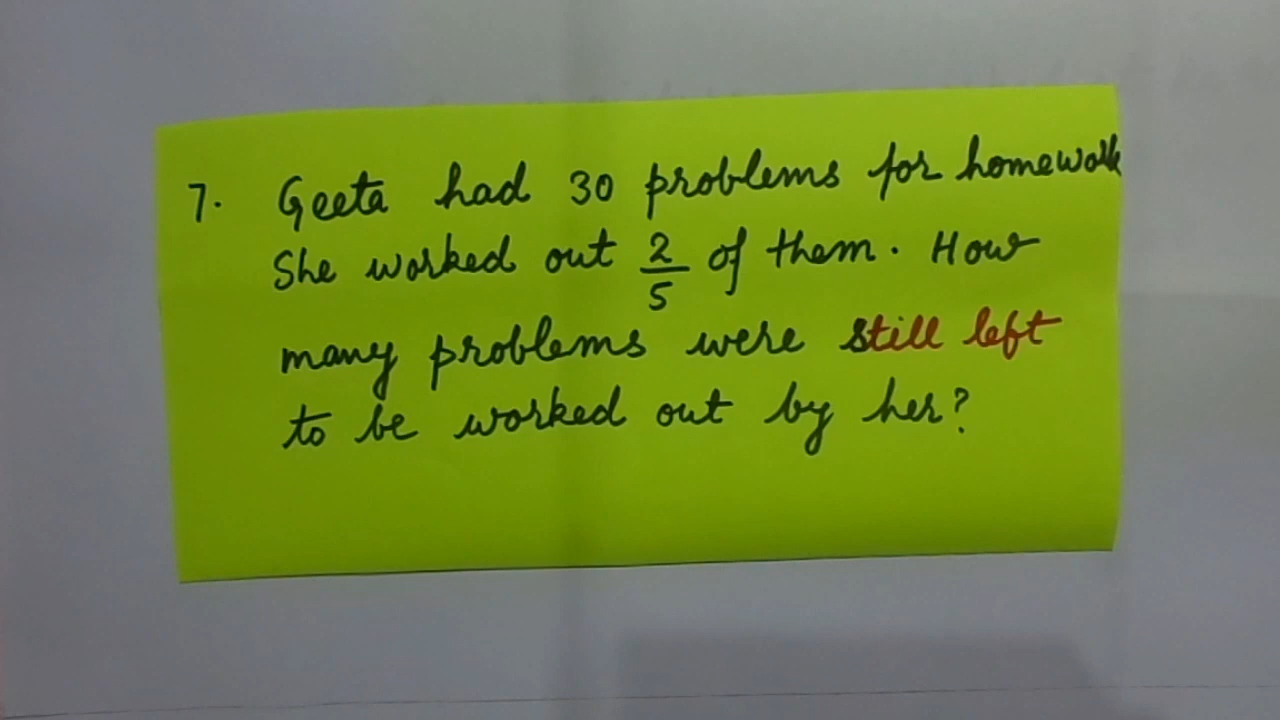 7. Geeta had 30 problems for homework
She worked out 2/5 of them. How
many problems were still left
to be worked out by her?